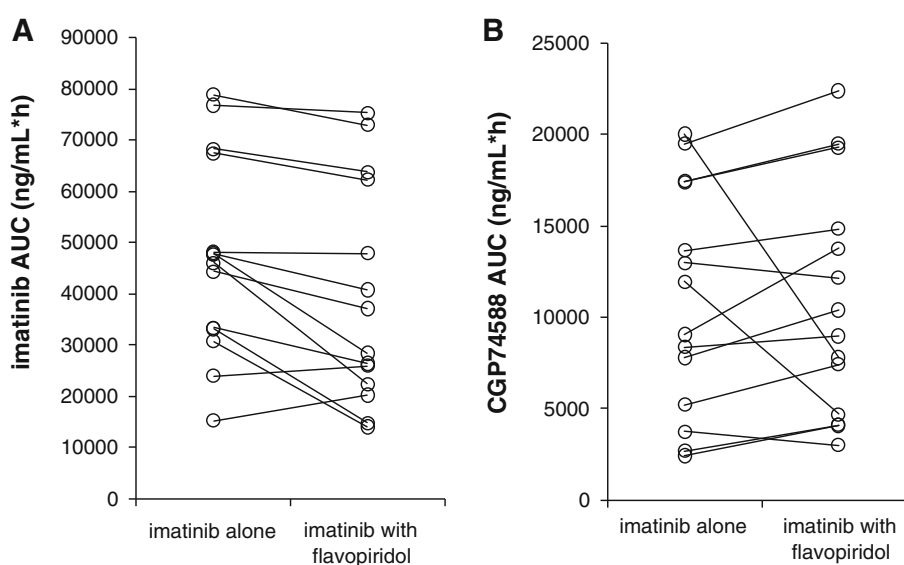 A
imatinib AUC (ng/mL*h)
90000
80000
70000
60000
50000
40000
30000
20000
10000
0
imatinib alone
imatinib with
flavopiridol
B
CGP74588 AUC (ng/mL*h)
25000
20000
15000
10000
5000
0
imatinib alone
imatinib with
flavopiridol